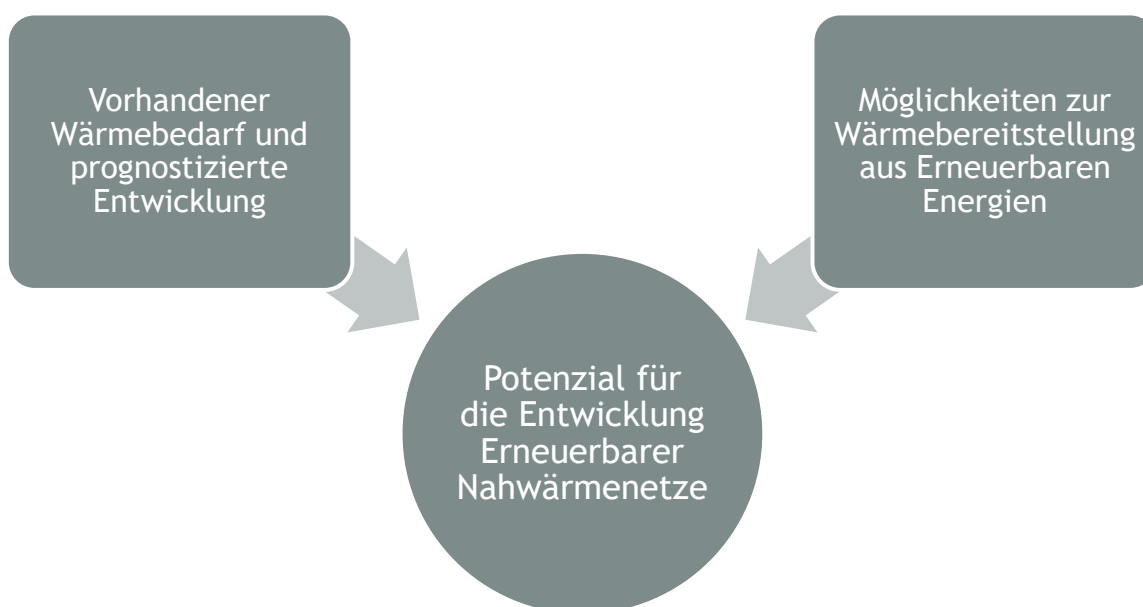 Vorhandener
Wärmebedarf und
prognostizierte
Entwicklung
Möglichkeiten zur
Wärmebereitstellung
aus Erneuerbaren
Energien
Potenzial für
die Entwicklung
Erneuerbarer
Nahwärmenetze